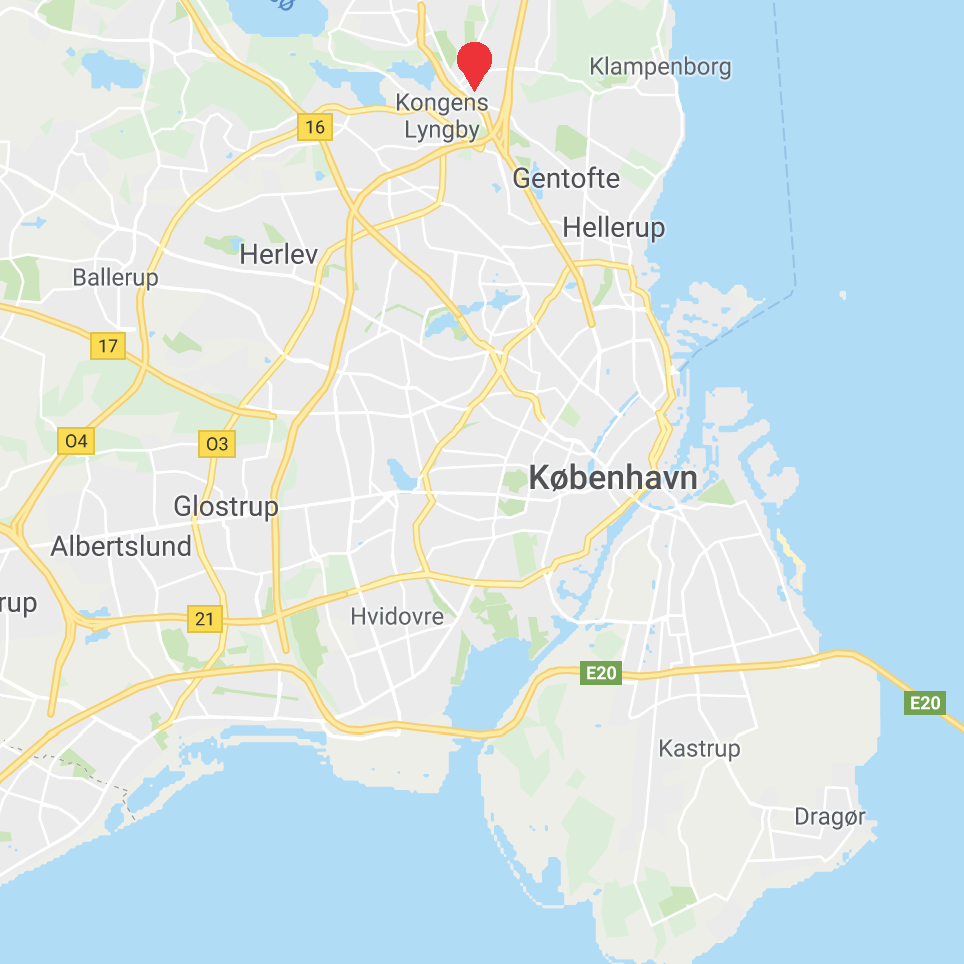 ø
Klampenborg
Kongens
Lyngby
16
Gentofte
Hellerup
Herlev
Ballerup
17
O4
O3
København
Glostrup
Albertslund
rup
Hvidovre
21
E20
E20
Kastrup
Dragør